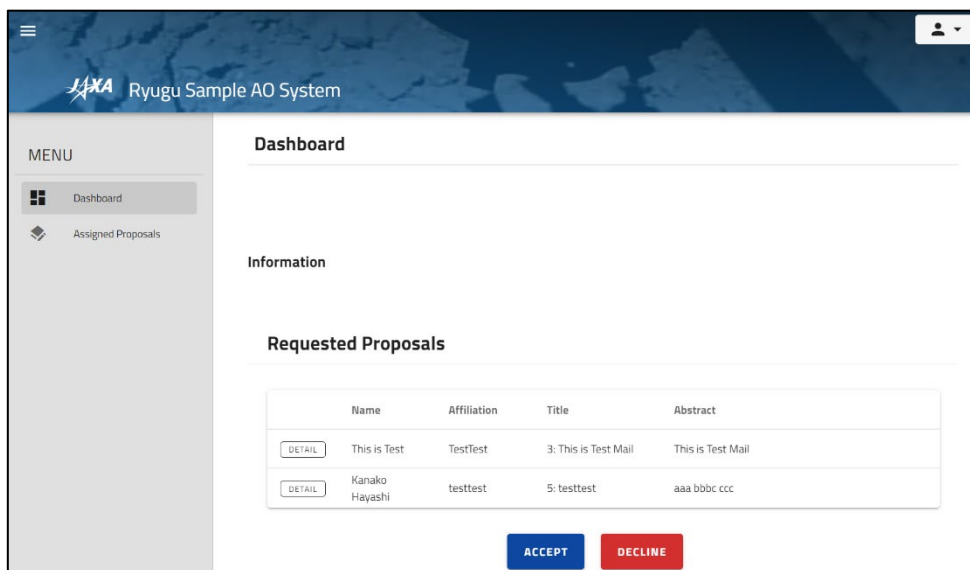 JAXA Ryugu Sample AO System
MENU
Dashboard
Assigned Proposals
Dashboard
Information
Requested Proposals
Name Affiliation Title Abstract
DETAIL This is Test TestTest 3: This is Test Mail This is Test Mail
DETAIL Kanako Hayashi testtest 5: testtest aaa bbbc ccc
ACCEPT DECLINE